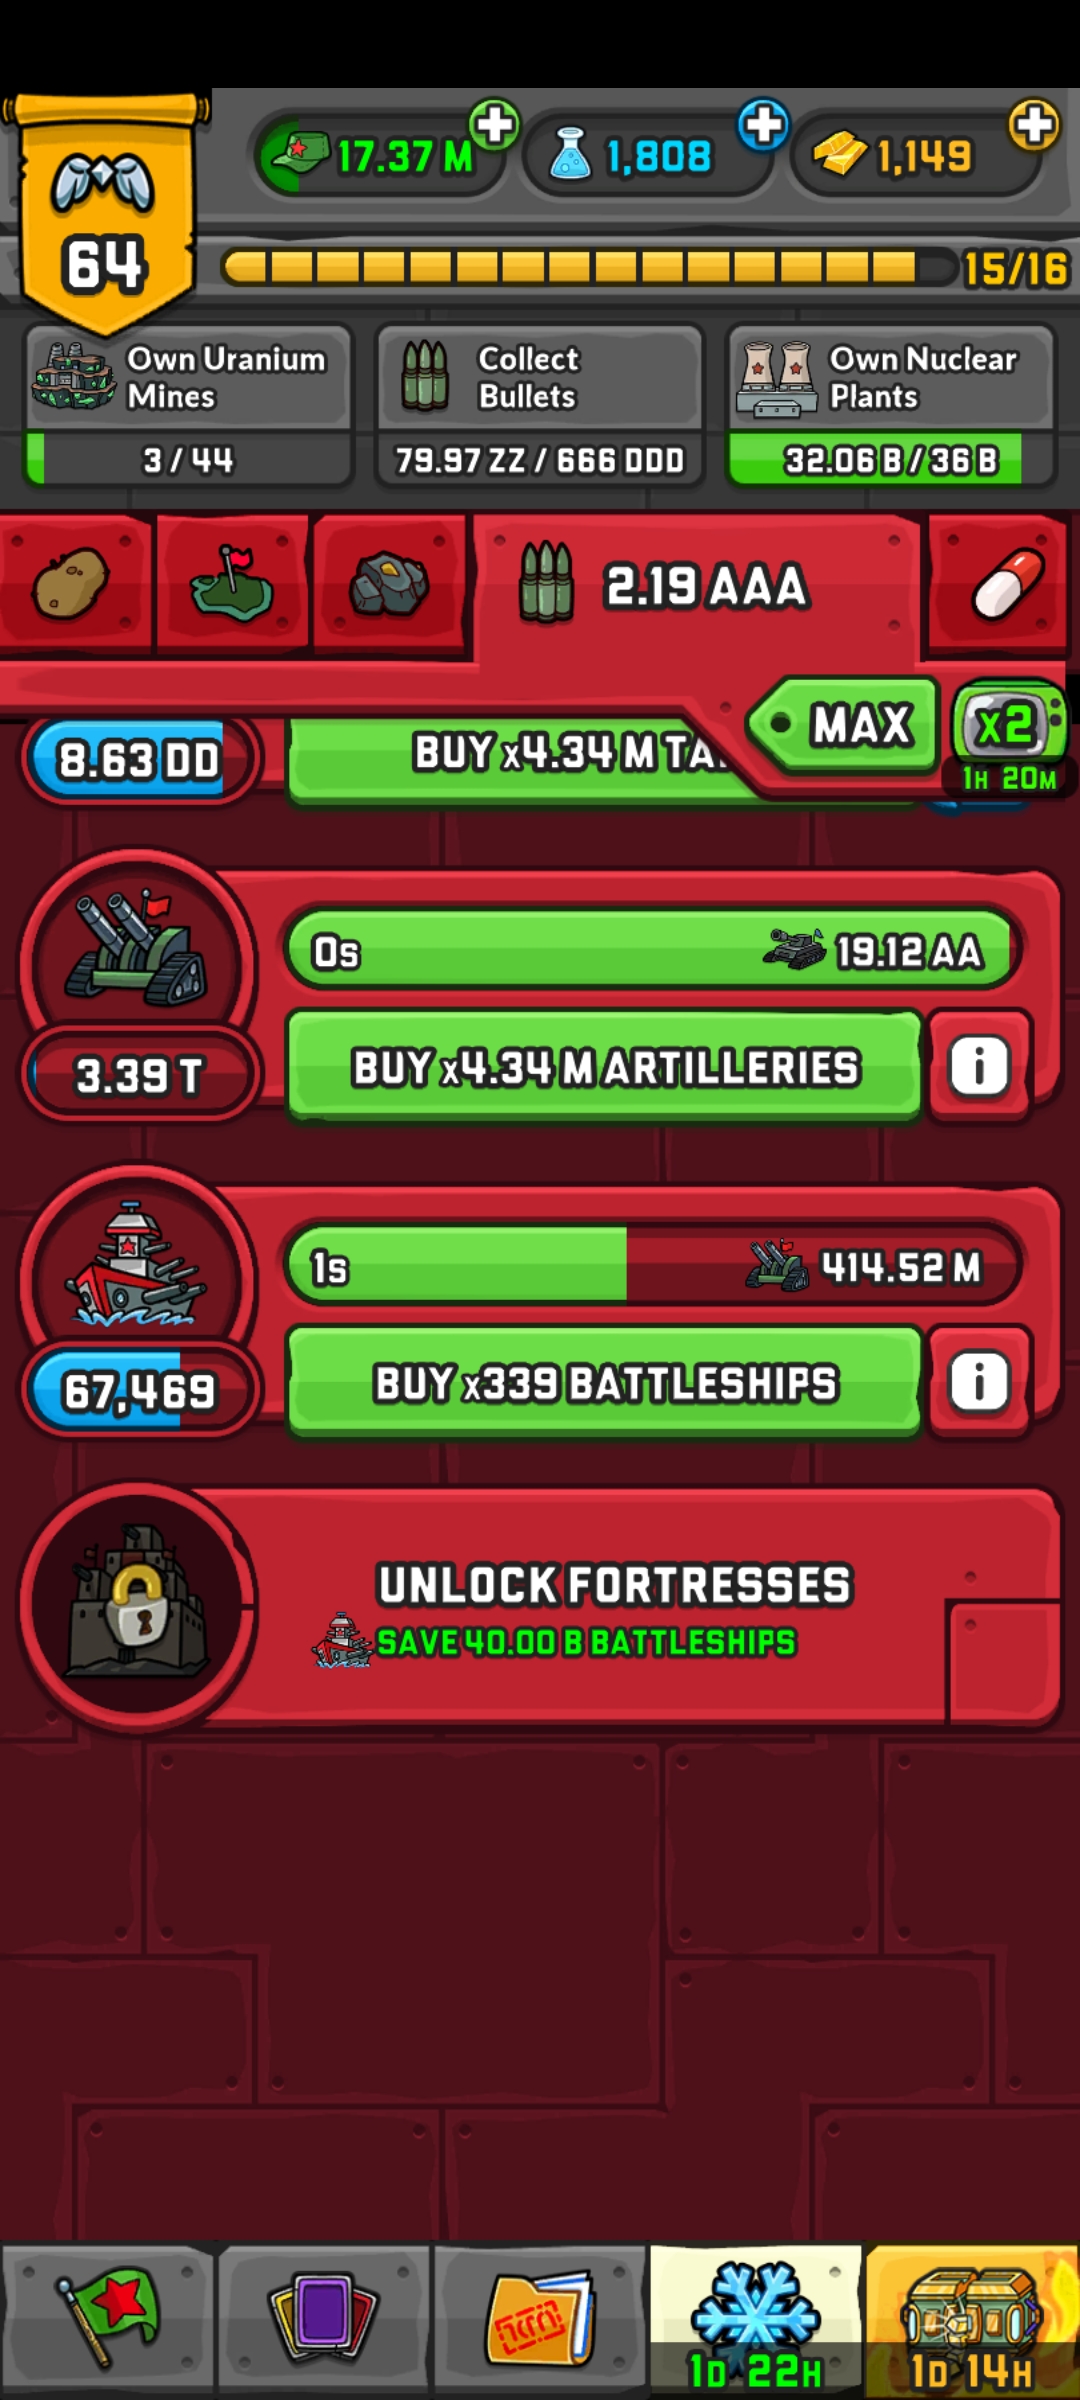 17.37 M
1,808
1,149
64
15/16
Own Uranium
Mines
3 / 44
Collect
Bullets
79.97 ZZ / 666 DDD
Own Nuclear
Plants
32.06 B / 36 B
2.19 AAA
MAX
x2
1H 20M
8.63 DD
BUY x4.34 M TA
0s
19.12 AA
3.39 T
BUY x4.34 M ARTILLERIES
i
1s
414.52 M
67,469
BUY x339 BATTLESHIPS
i
UNLOCK FORTRESSES
SAVE 40.00 B BATTLESHIPS
1D 22H
1D 14H